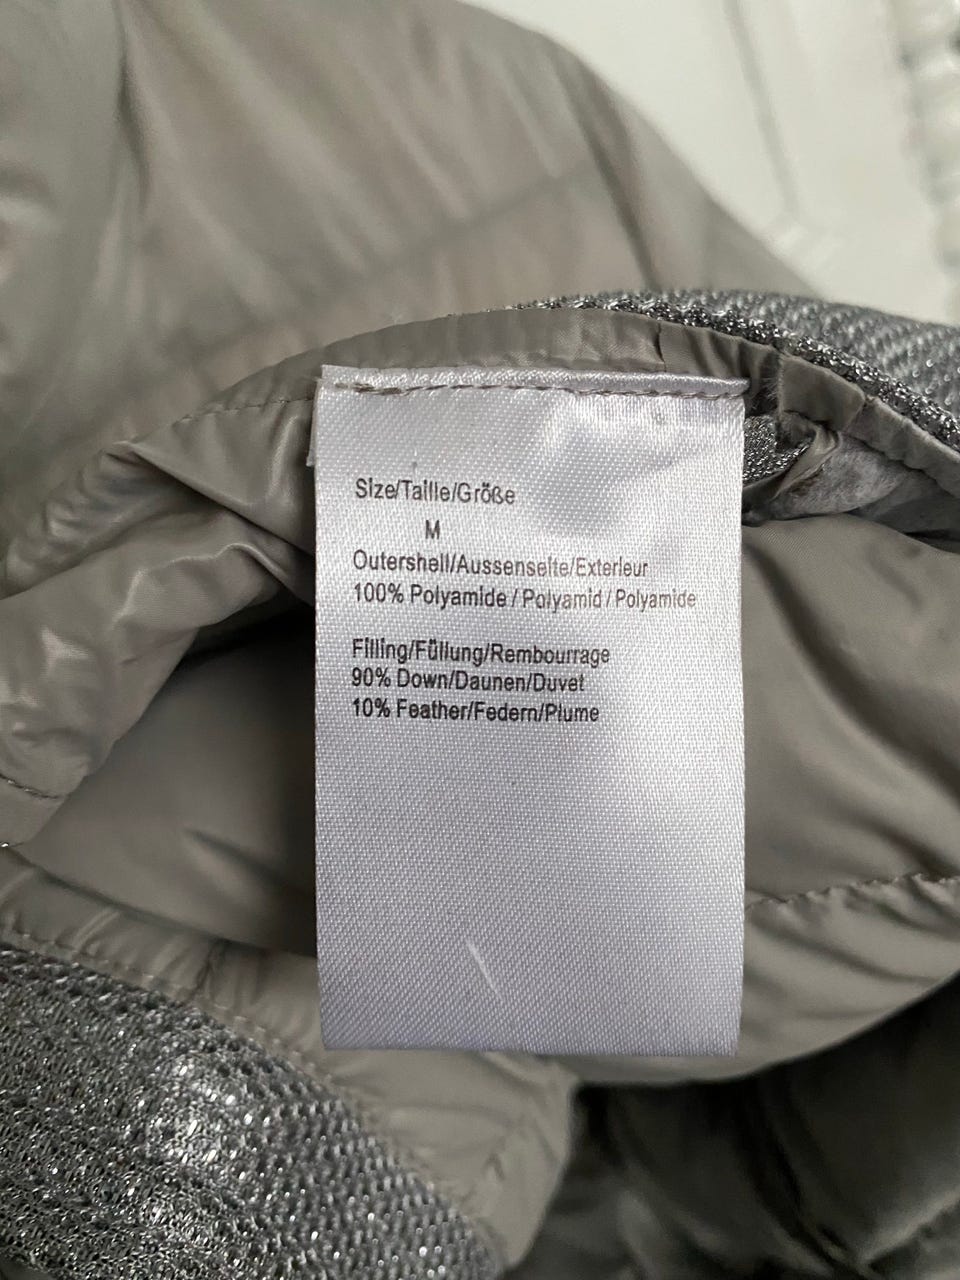 Size/Taille/Größe
M
Outershell/Aussenseite/Exterieur
100% Polyamide / Polyamid / Polyamide
Filling/Füllung/Rembourrage
90% Down/Daunen/Duvet
10% Feather/Federn/Plume